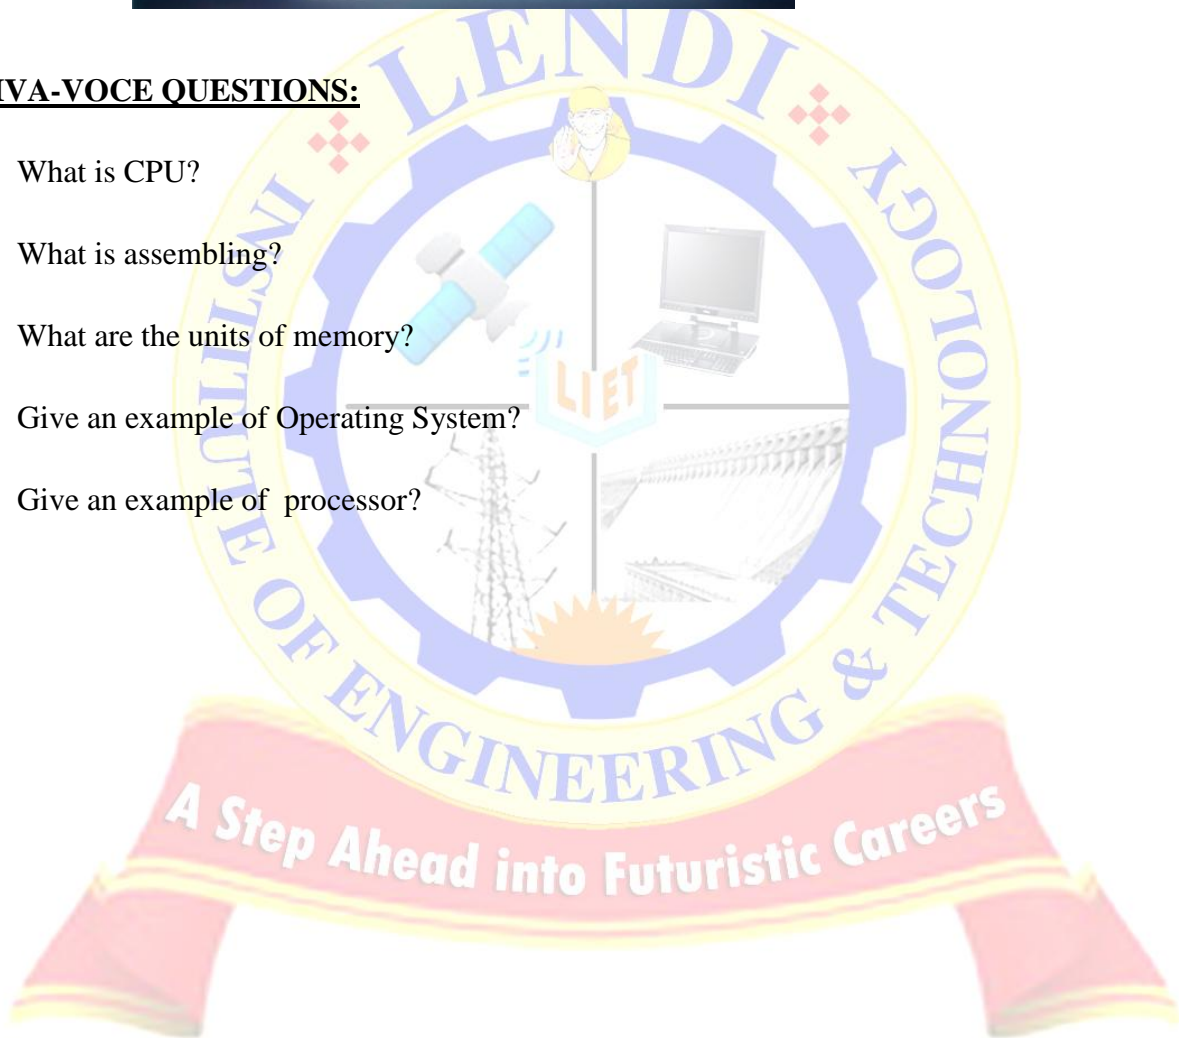 IVA-VOCE QUESTIONS:
What is CPU?
What is assembling?
What are the units of memory?
Give an example of Operating System?
Give an example of processor?
LENDI
INSTITUTE OF ENGINEERING & TECHNOLOGY
LIET
A Step Ahead into Futuristic Careers